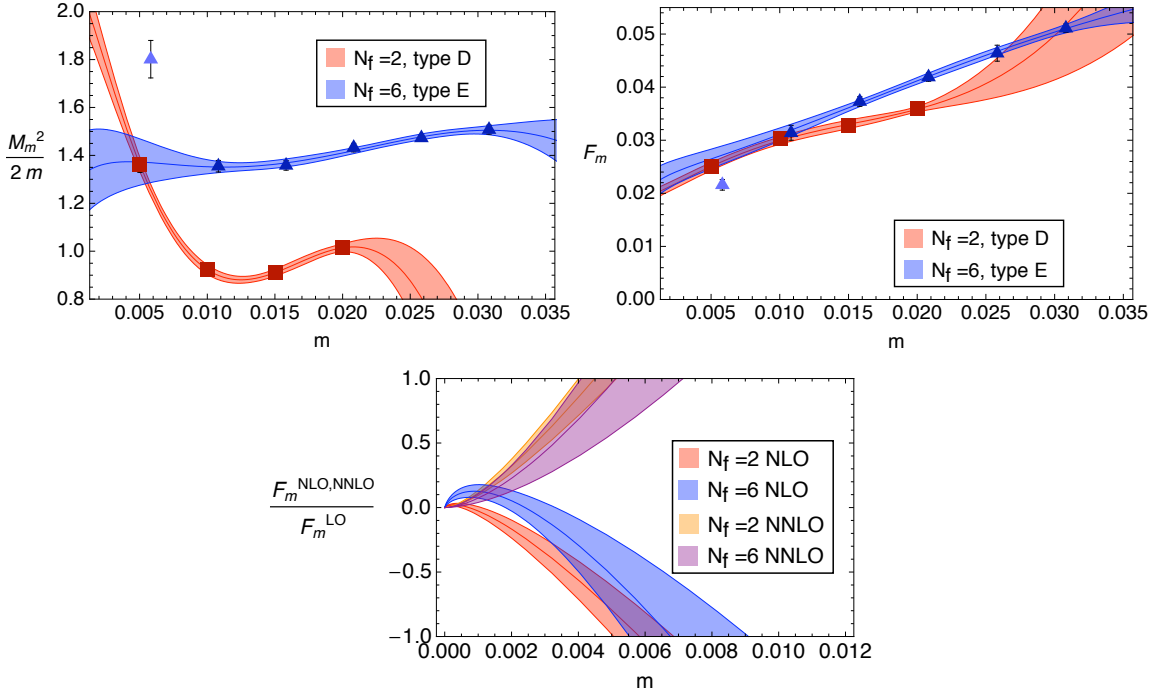 2.0
1.8
1.6
1.4
1.2
1.0
0.8
M_m^2
2 m
N_f =2, type D
N_f =6, type E
0.005 0.010 0.015 0.020 0.025 0.030 0.035
m
0.05
0.04
0.03
0.02
0.01
0.00
F_m
N_f =2, type D
N_f =6, type E
0.005 0.010 0.015 0.020 0.025 0.030 0.035
m
1.0
0.5
0.0
−0.5
−1.0
F_m^NLO,NNLO
F_m^LO
N_f =2 NLO
N_f =6 NLO
N_f =2 NNLO
N_f =6 NNLO
0.000 0.002 0.004 0.006 0.008 0.010 0.012
m